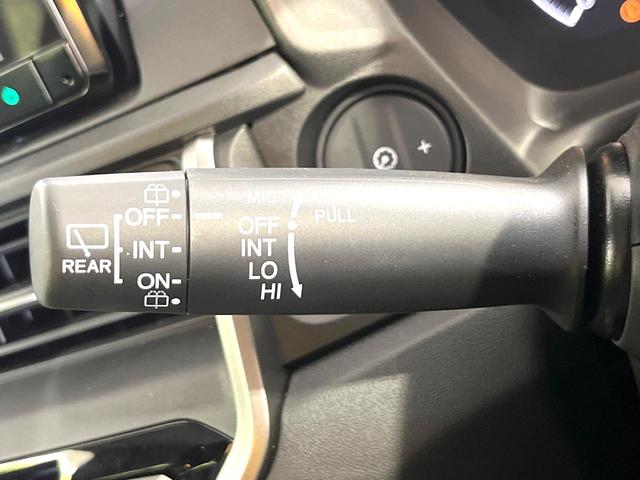 MIST
OFF
PULL
OFF
INT
INT
LO
REAR
ON
HI
+